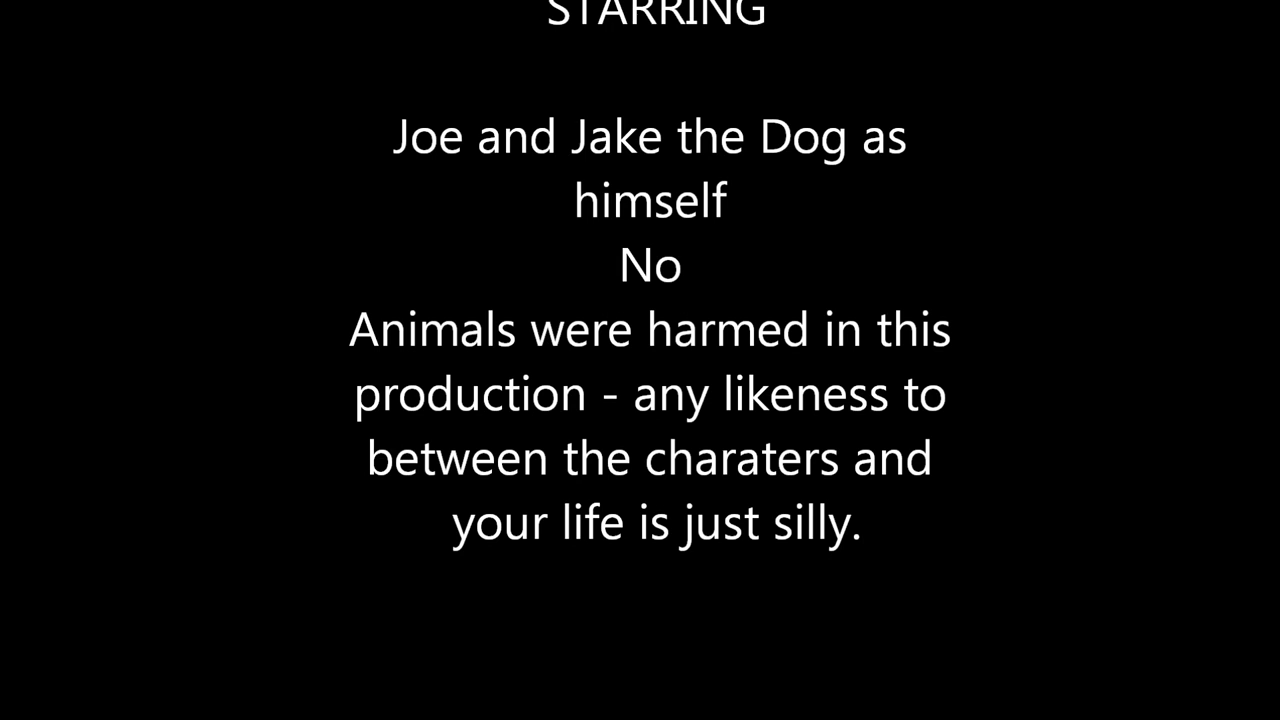 STARRING
Joe and Jake the Dog as
himself
No
Animals were harmed in this
production - any likeness to
between the charaters and
your life is just silly.